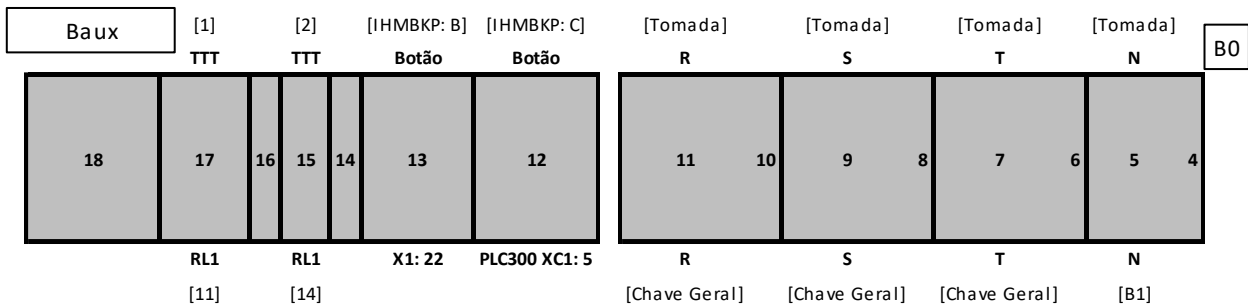 Baux [1] [2] [IHMBKP: B] [IHMBKP: C] [Tomada] [Tomada] [Tomada] [Tomada] B0
TTT TTT Botão Botão R S T N
18 17 16 15 14 13 12 11 10 9 8 7 6 5 4
RL1 RL1 X1: 22 PLC300 XC1: 5 R S T N
[11] [14] [Chave Geral] [Chave Geral] [Chave Geral] [B1]